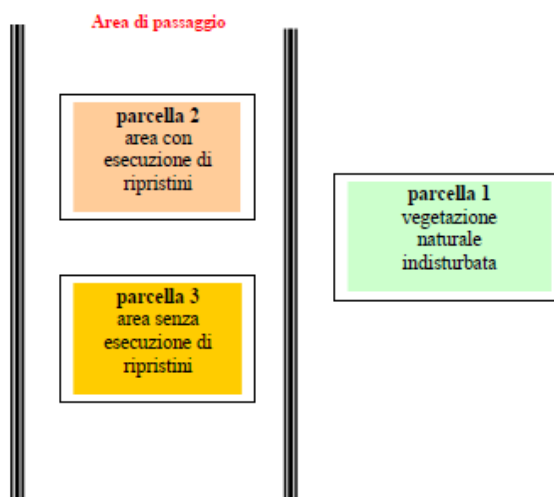 Area di passaggio
parcella 2
area con
esecuzione di
ripristini
parcella 1
vegetazione
naturale
indisturbata
parcella 3
area senza
esecuzione di
ripristini